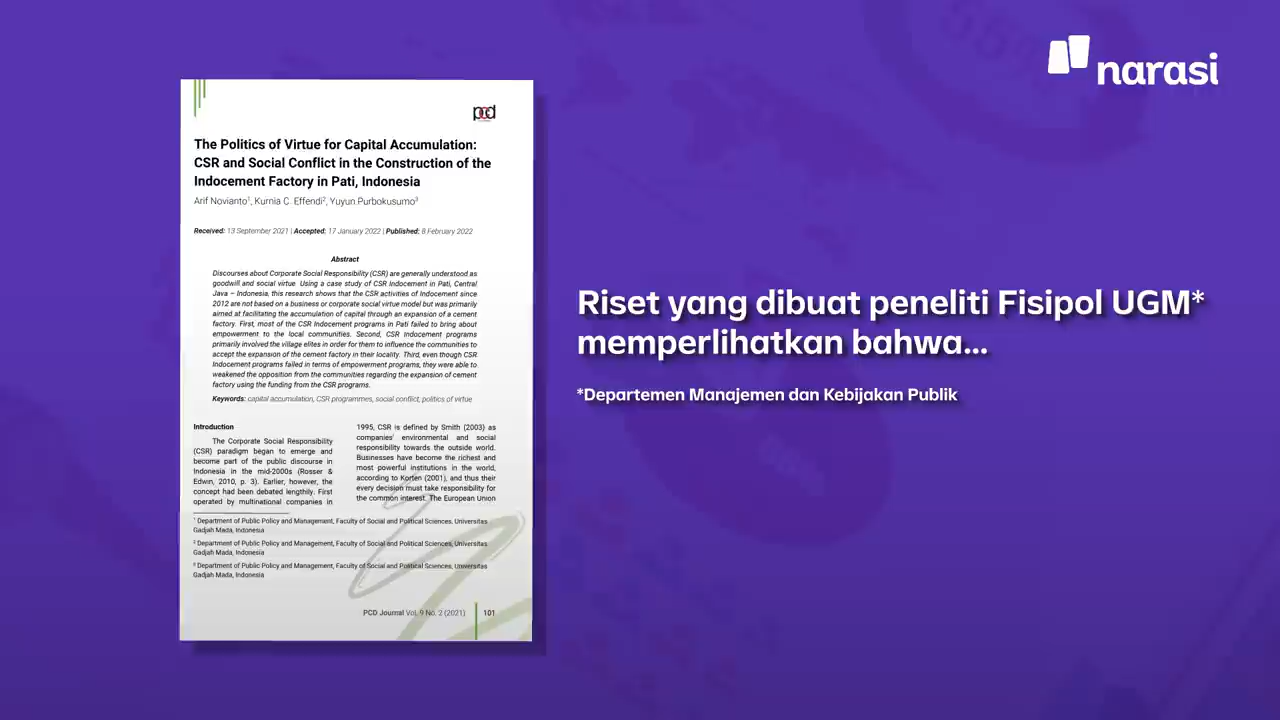 narasi
pcd
The Politics of Virtue for Capital Accumulation:
CSR and Social Conflict in the Construction of the
Indocement Factory in Pati, Indonesia
Arif Novianto¹, Kurnia C. Effendi², Yuyun Purbokusumo³
Received: 13 September 2021 | Accepted: 17 January 2022 | Published: 8 February 2022
Abstract
Discourses about Corporate Social Responsibility (CSR) are generally understood as
goodwill and social virtue. Using a case study of CSR Indocement in Pati, Central
Java – Indonesia, this research shows that the CSR activities of Indocement since
2012 are not based on a business or corporate social virtue model but was primarily
aimed at facilitating the accumulation of capital through an expansion of a cement
factory. First, most of the CSR Indocement programs in Pati failed to bring about
empowerment to the local communities. Second, CSR Indocement programs
primarily involved the village elites in order for them to influence the communities to
accept the expansion of the cement factory in their locality. Third, even though CSR
Indocement programs failed in terms of empowerment programs, they were able to
weakened the opposition from the communities regarding the expansion of cement
factory using the funding from the CSR programs.
Keywords: capital accumulation, CSR programmes, social conflict, politics of virtue
Introduction
The Corporate Social Responsibility
(CSR) paradigm began to emerge and
become part of the public discourse in
Indonesia in the mid-2000s (Rosser &
Edwin, 2010, p. 3). Earlier, however, the
concept had been debated lengthily. First
operated by multinational companies in
1995, CSR is defined by Smith (2003) as
companies' environmental and social
responsibility towards the outside world.
Businesses have become the richest and
most powerful institutions in the world,
according to Korten (2001), and thus their
every decision must take responsibility for
the common interest. The European Union
¹ Department of Public Policy and Management, Faculty of Social and Political Sciences, Universitas
Gadjah Mada, Indonesia
² Department of Public Policy and Management, Faculty of Social and Political Sciences, Universitas
Gadjah Mada, Indonesia
³ Department of Public Policy and Management, Faculty of Social and Political Sciences, Universitas
Gadjah Mada, Indonesia
PCD Journal Vol. 9 No. 2 (2021) 101
Riset yang dibuat peneliti Fisipol UGM*
memperlihatkan bahwa...
*Departemen Manajemen dan Kebijakan Publik